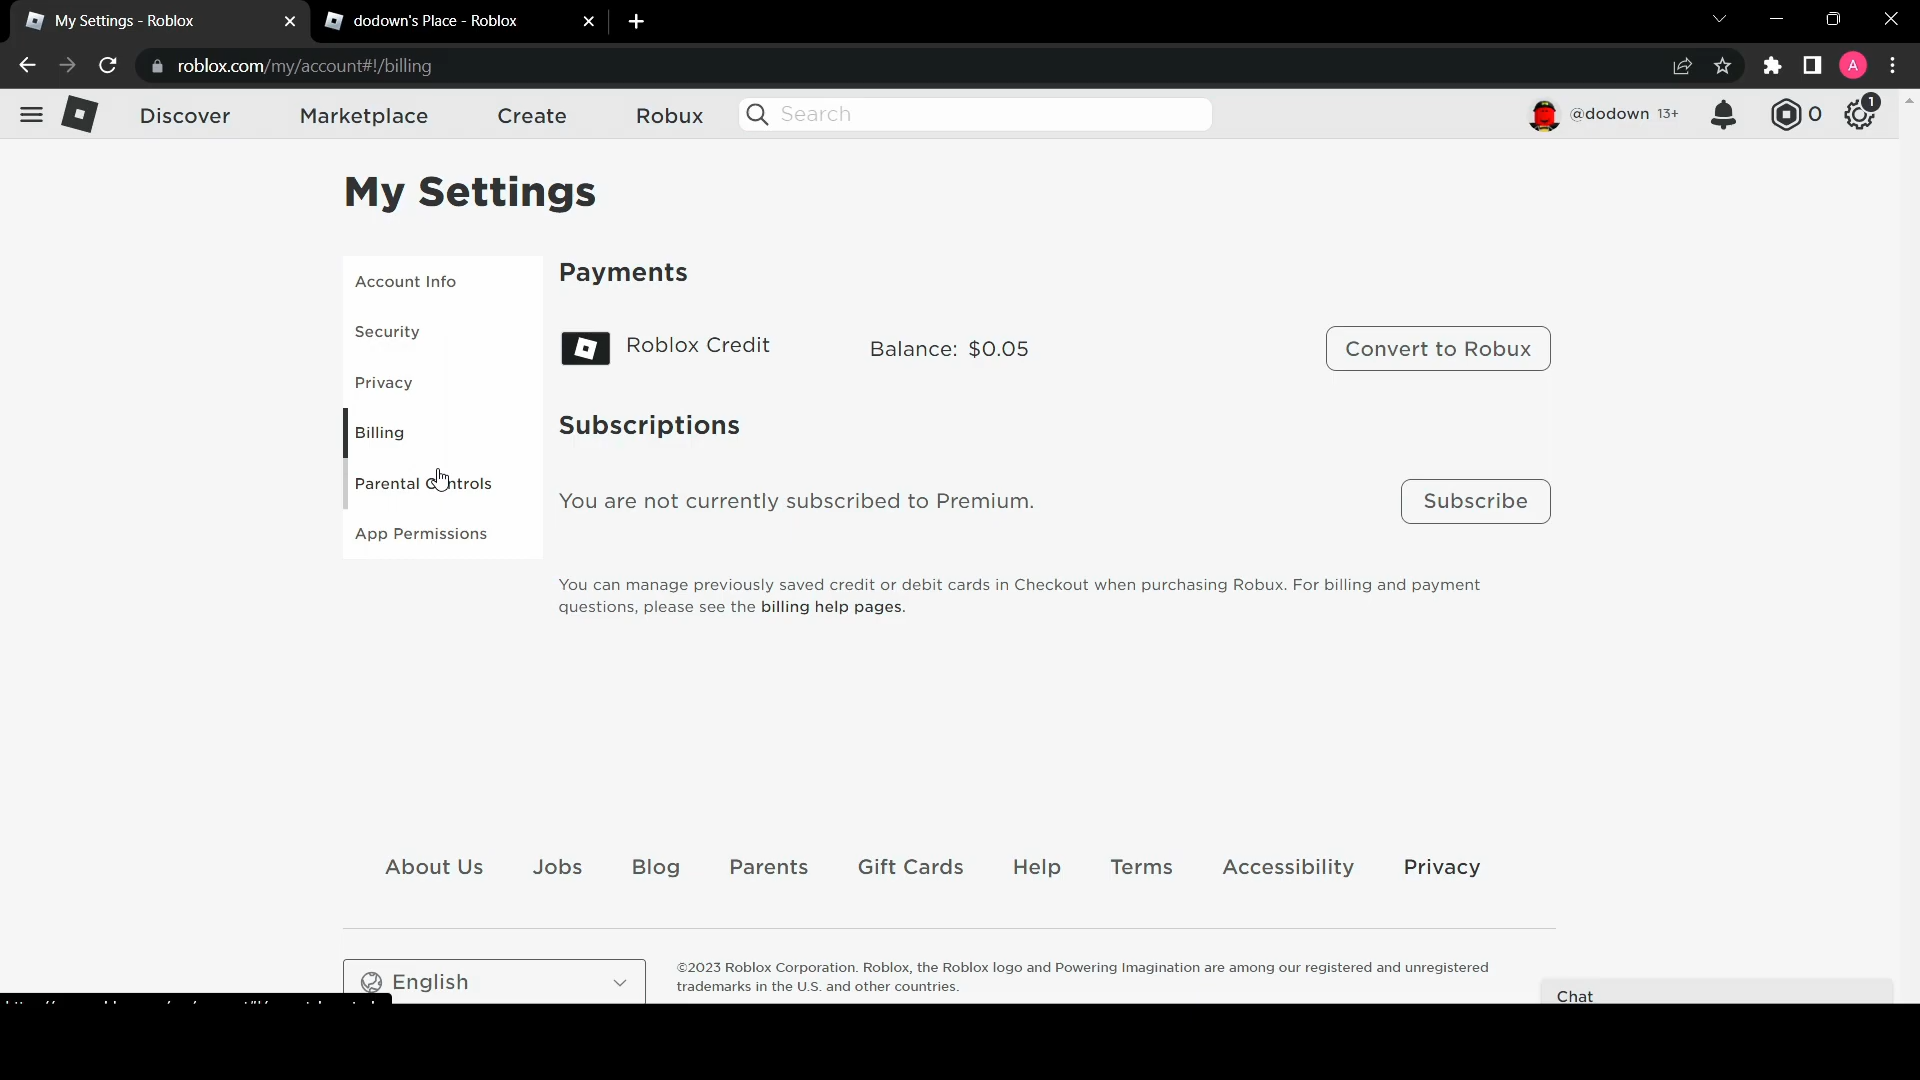 My Settings - Roblox
dodown's Place - Roblox
roblox.com/my/account#!/billing
A
Discover
Marketplace
Create
Robux
Search
@dodown 13+
0
1
My Settings
Account Info
Security
Privacy
Billing
Parental Controls
App Permissions
Payments
Roblox Credit
Balance: $0.05
Convert to Robux
Subscriptions
You are not currently subscribed to Premium.
Subscribe
You can manage previously saved credit or debit cards in Checkout when purchasing Robux. For billing and payment
questions, please see the billing help pages.
About Us
Jobs
Blog
Parents
Gift Cards
Help
Terms
Accessibility
Privacy
English
©2023 Roblox Corporation. Roblox, the Roblox logo and Powering Imagination are among our registered and unregistered
trademarks in the U.S. and other countries.
Chat